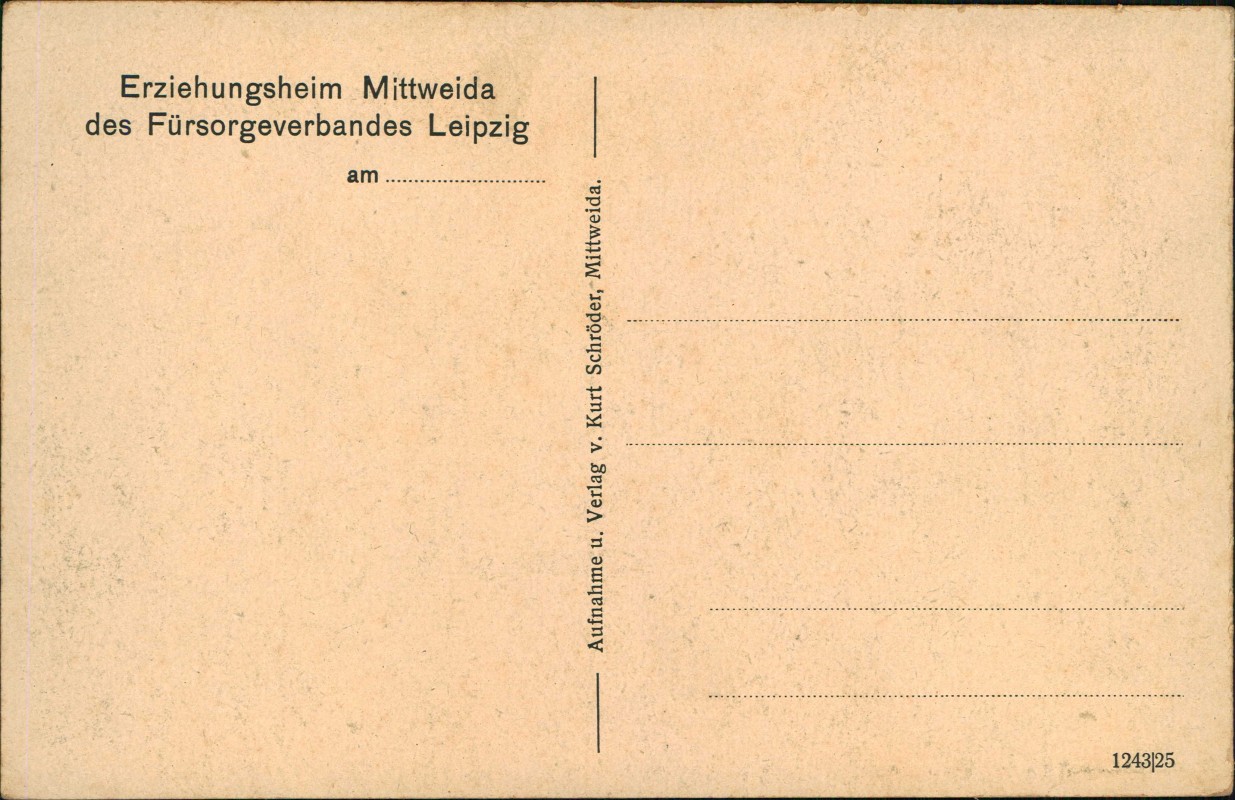 Erziehungsheim Mittweida
des Fürsorgeverbandes Leipzig
am
Aufnahme u. Verlag v. Kurt Schröder, Mittweida.
1243|25